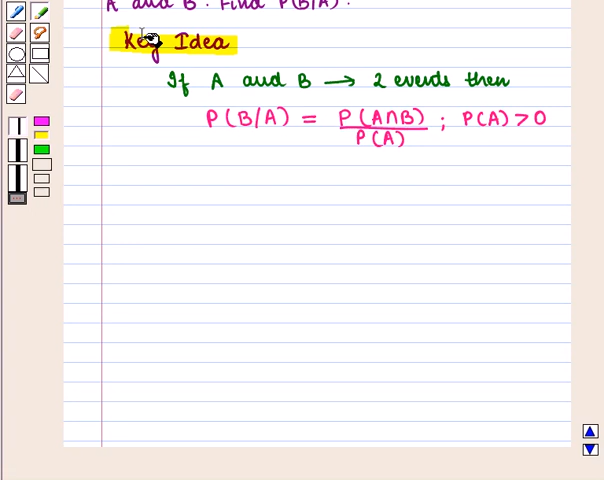 A and B. Find P(B/A).
Key Idea
If A and B → 2 events then
P(B/A) = P(A∩B)/P(A) ; P(A) > 0